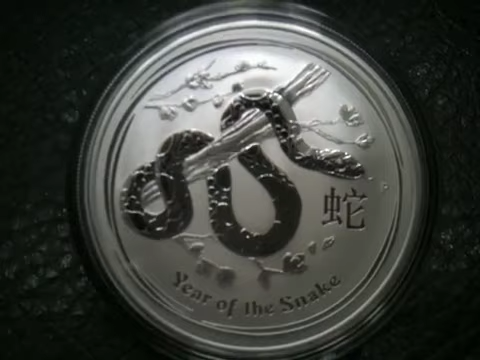 蛇
Year of the Snake